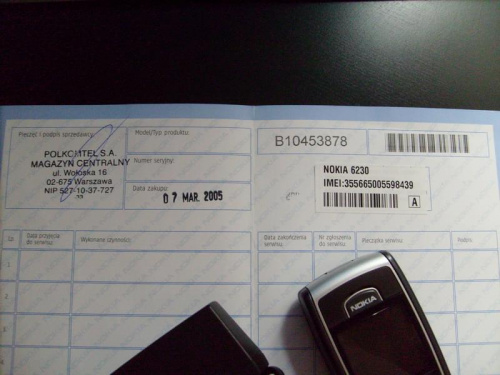 Pieczęć i podpis sprzedawcy:
POLKOMTEL S.A.
MAGAZYN CENTRALNY
ul. Wołoska 16
02-675 Warszawa
NIP 527-10-37-727
Model/Typ produktu:
Numer seryjny:
Data zakupu:
07 MAR. 2005
B10453878
NOKIA 6230
IMEI:355665005598439
A
Lp.
Data przyjęcia do serwisu
Wykonane czynności:
Data zakończenia serwisu
Nr zgłoszenia do serwisu
Pieczątka serwisu
Podpis
1
2
3
NOKIA